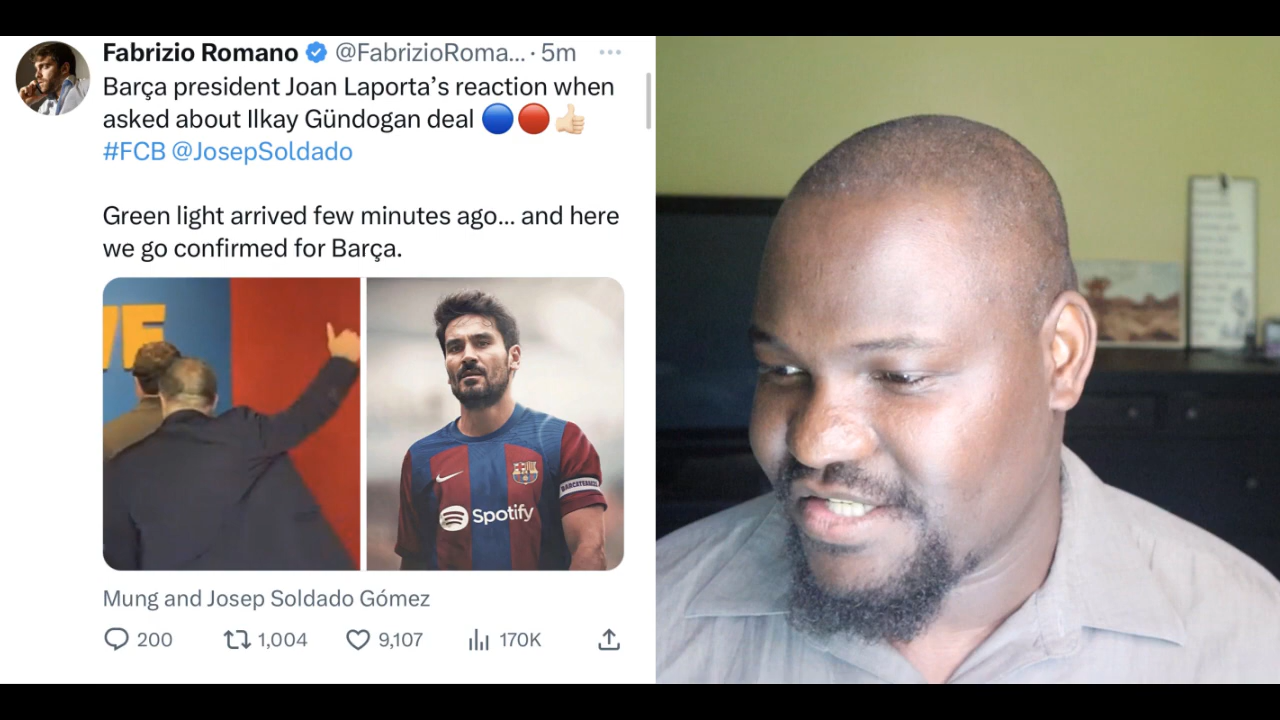 Fabrizio Romano @FabrizioRoma... · 5m
Barça president Joan Laporta’s reaction when
asked about Ilkay Gündogan deal 🔵🔴👍🏻
#FCB @JosepSoldado
Green light arrived few minutes ago... and here
we go confirmed for Barça.
Spotify
Mung and Josep Soldado Gómez
200 1,004 9,107 170K